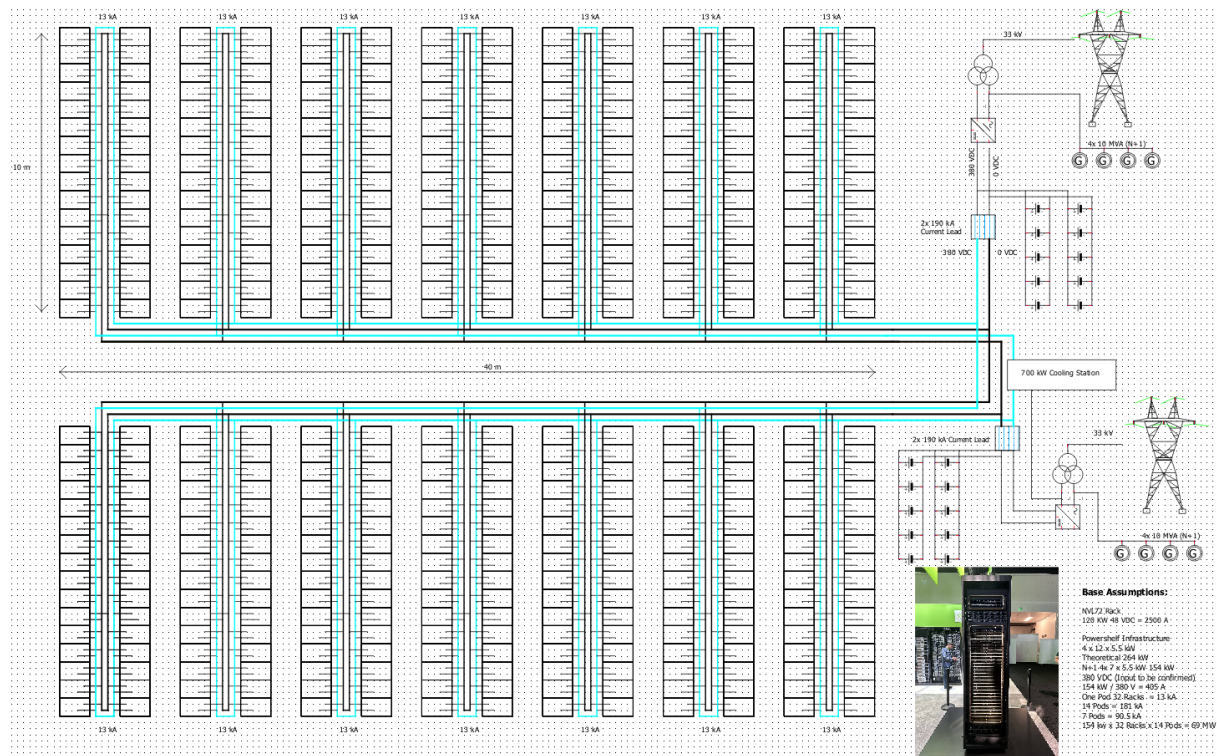 13 kA 13 kA 13 kA 13 kA 13 kA 13 kA 13 kA
33 kV
10 m
4x 10 MVA (N+1)
G G G G
380 VDC
0 VDC
2x 190 kA
Current Lead
380 VDC 0 VDC
40 m
700 kW Cooling Station
2x 190 kA Current Lead
33 kV
4x 10 MVA (N+1)
G G G G
13 kA 13 kA 13 kA 13 kA 13 kA 13 kA 13 kA
Base Assumptions:
NVL72 Rack
120 KW 48 VDC = 2500 A
Powershelf Infrastructure
4 x 12 x 5.5 kW
Theoretical 264 kW
N+1 4x 7 x 5.5 kW 154 kW
380 VDC (Input to be confirmed)
154 kW / 380 V = 405 A
One Pod 32 Racks = 13 kA
14 Pods = 181 kA
7 Pods = 90.5 kA
154 kW x 32 Racks x 14 Pods = 69 MW